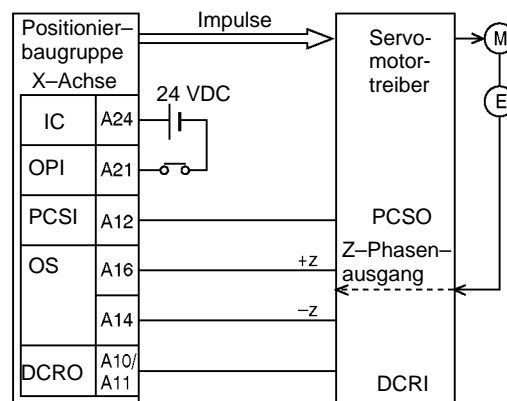 Positionier–
baugruppe
X–Achse
Impulse
Servo-
motor-
treiber
M
E
24 VDC
IC A24
OPI A21
PCSI A12
PCSO
OS A16
+z
Z–Phasen–
ausgang
A14
–z
DCRO A10/
A11
DCRI